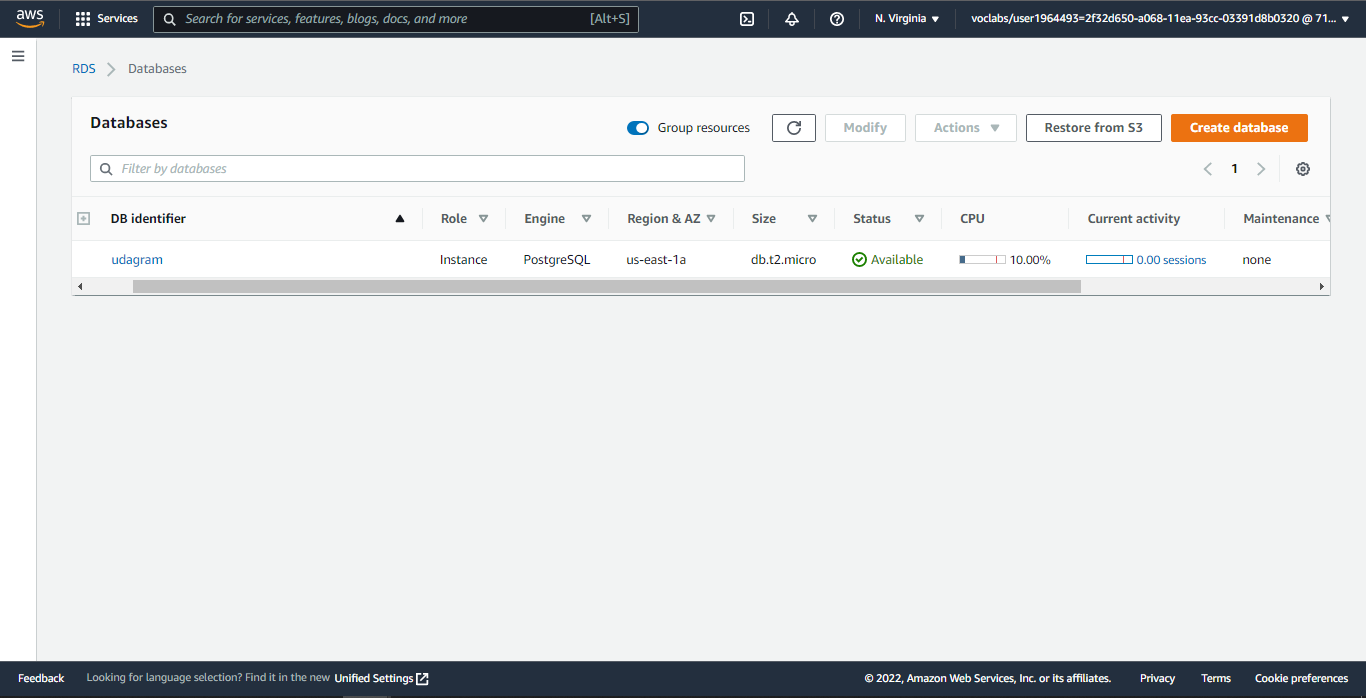 aws Services Search for services, features, blogs, docs, and more [Alt+S] N. Virginia voclabs/user1964493=2f32d650-a068-11ea-93cc-03391d8b0320 @ 71...
RDS Databases
Databases Group resources Modify Actions Restore from S3 Create database
Filter by databases 1
DB identifier Role Engine Region & AZ Size Status CPU Current activity Maintenance
udagram Instance PostgreSQL us-east-1a db.t2.micro Available 10.00% 0.00 sessions none
Feedback Looking for language selection? Find it in the new Unified Settings © 2022, Amazon Web Services, Inc. or its affiliates. Privacy Terms Cookie preferences